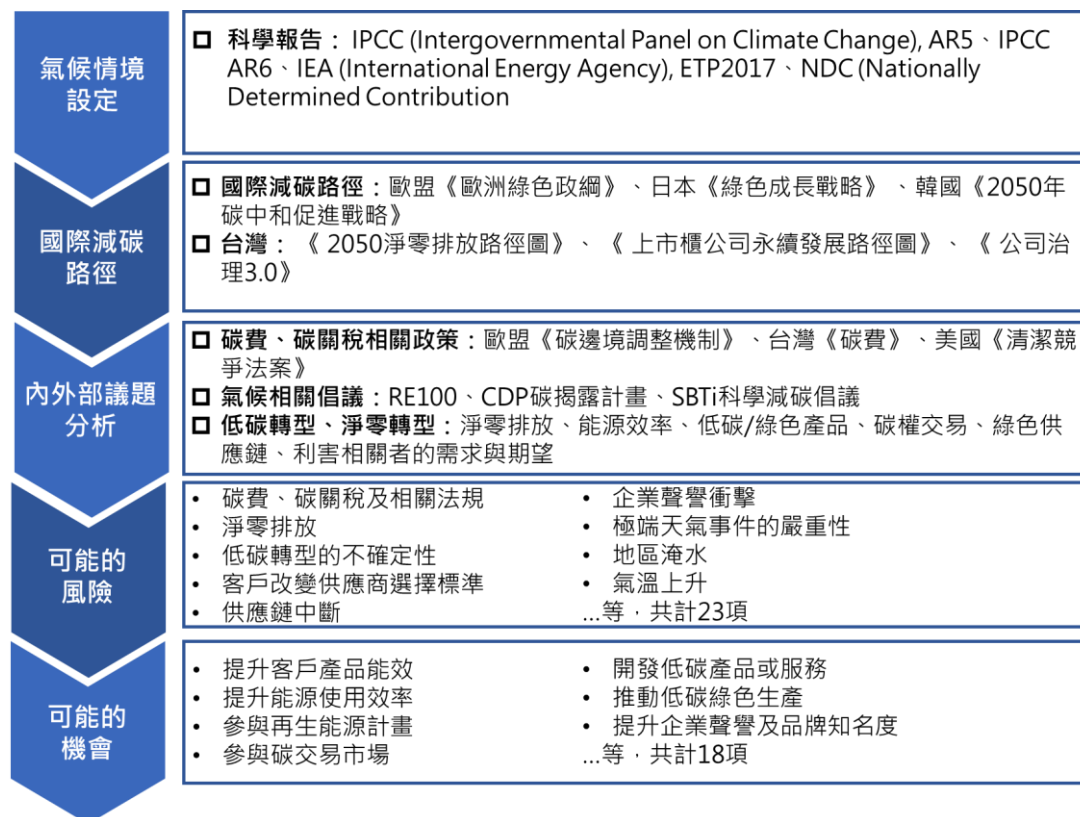 氣候情境
設定
科學報告： IPCC (Intergovernmental Panel on Climate Change), AR5、IPCC
AR6、IEA (International Energy Agency), ETP2017、NDC (Nationally
Determined Contribution
國際減碳
路徑
國際減碳路徑：歐盟《歐洲綠色政綱》、日本《綠色成長戰略》 、韓國《2050年
碳中和促進戰略》
台灣： 《 2050淨零排放路徑圖》、 《 上市櫃公司永續發展路徑圖》、 《 公司治
理3.0》
內外部議題
分析
碳費、碳關稅相關政策：歐盟《碳邊境調整機制》、台灣《碳費》、美國《清潔競
爭法案》
氣候相關倡議：RE100、CDP碳揭露計畫、SBTi科學減碳倡議
低碳轉型、淨零轉型：淨零排放、能源效率、低碳/綠色產品、碳權交易、綠色供
應鏈、利害相關者的需求與期望
可能的
風險
• 碳費、碳關稅及相關法規
• 淨零排放
• 低碳轉型的不確定性
• 客戶改變供應商選擇標準
• 供應鏈中斷
• 企業聲譽衝擊
• 極端天氣事件的嚴重性
• 地區淹水
• 氣溫上升
...等，共計23項
可能的
機會
• 提升客戶產品能效
• 提升能源使用效率
• 參與再生能源計畫
• 參與碳交易市場
• 開發低碳產品或服務
• 推動低碳綠色生產
• 提升企業聲譽及品牌知名度
...等，共計18項